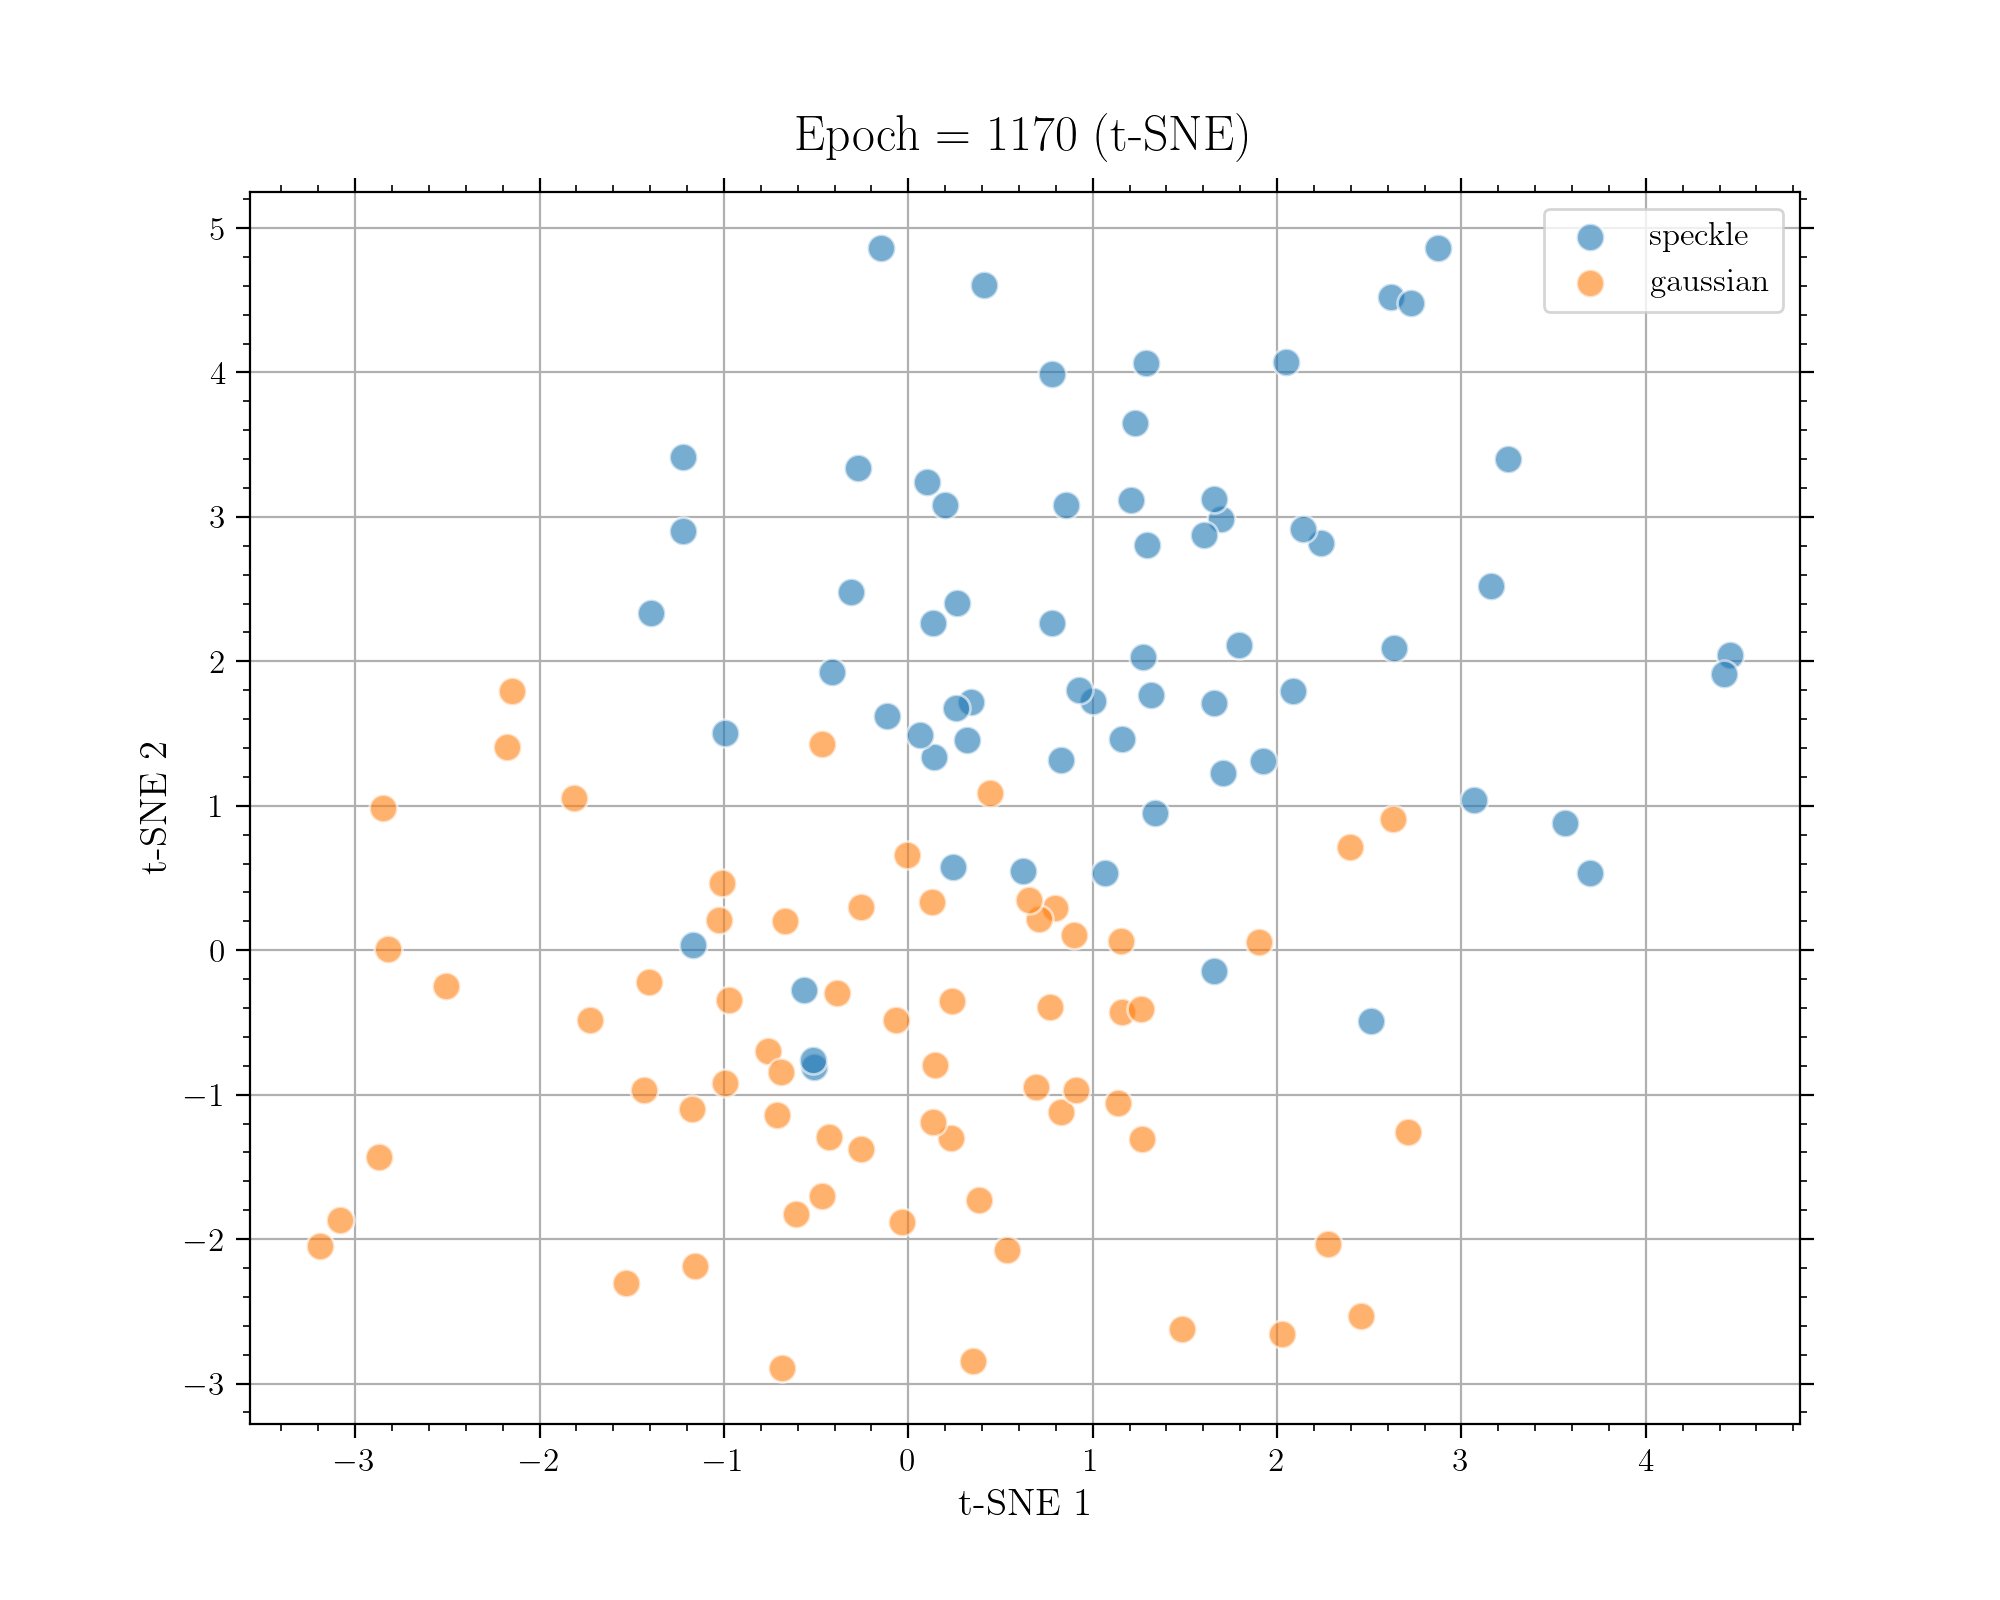 Epoch = 1170 (t-SNE)
speckle
gaussian
5
4
3
2
1
0
−1
−2
−3
t-SNE 2
−3 −2 −1 0 1 2 3 4
t-SNE 1